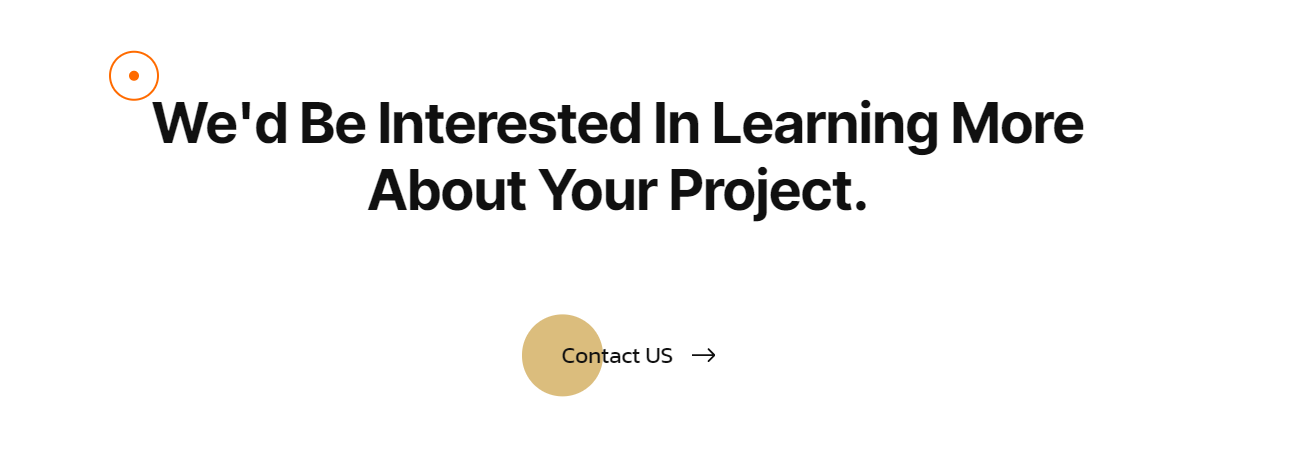 We'd Be Interested In Learning More
About Your Project.
Contact US